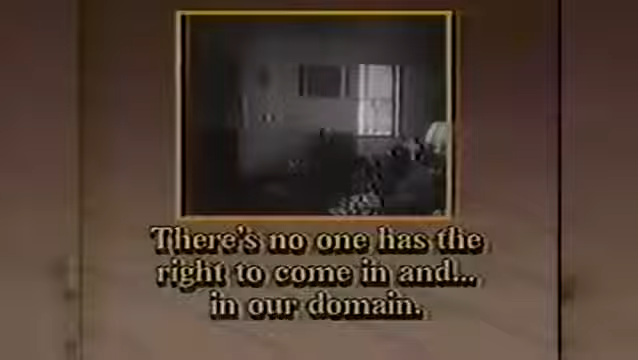 There's no one has the
right to come in and...
in our domain.